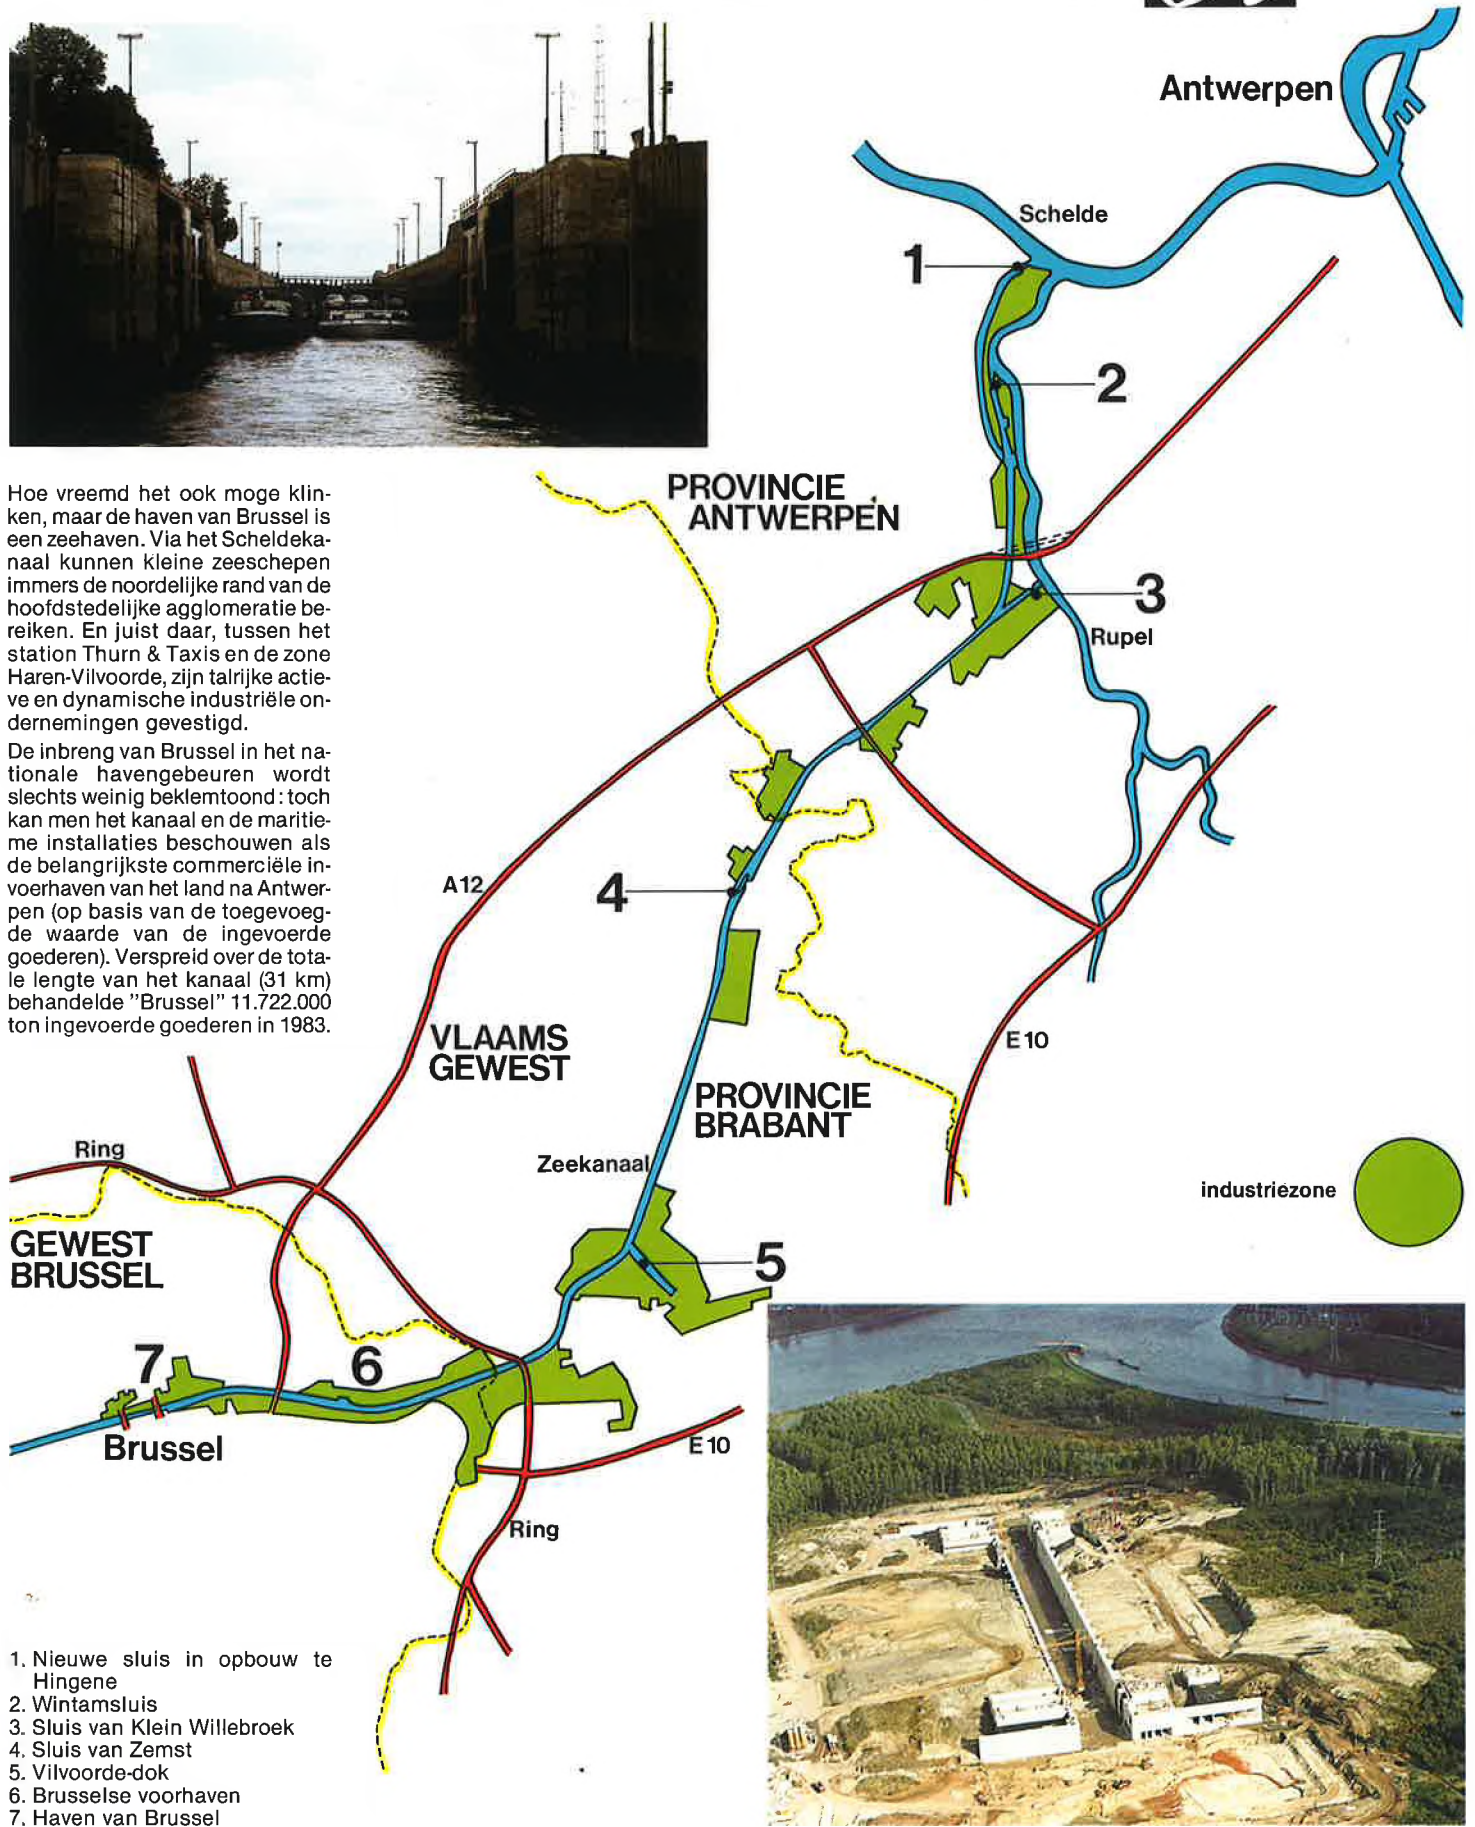 Antwerpen
Schelde
1
2
PROVINCIE
ANTWERPEN
3
Rupel
Hoe vreemd het ook moge klin-
ken, maar de haven van Brussel is
een zeehaven. Via het Scheldeka-
naal kunnen kleine zeeschepen
immers de noordelijke rand van de
hoofdstedelijke agglomeratie be-
reiken. En juist daar, tussen het
station Thurn & Taxis en de zone
Haren-Vilvoorde, zijn talrijke actie-
ve en dynamische industriële on-
dernemingen gevestigd.
De inbreng van Brussel in het na-
tionale havengebeuren wordt
slechts weinig beklemtoond : toch
kan men het kanaal en de maritie-
me installaties beschouwen als
de belangrijkste commerciële in-
voerhaven van het land na Antwer-
pen (op basis van de toegevoeg-
de waarde van de ingevoerde
goederen). Verspreid over de tota-
le lengte van het kanaal (31 km)
behandelde "Brussel" 11.722.000
ton ingevoerde goederen in 1983.
A12
4
VLAAMS
GEWEST
E10
PROVINCIE
BRABANT
Ring
Zeekanaal
industriezone
GEWEST
BRUSSEL
5
7
6
Brussel
E10
Ring
1. Nieuwe sluis in opbouw te
Hingene
2. Wintamsluis
3. Sluis van Klein Willebroek
4. Sluis van Zemst
5. Vilvoorde-dok
6. Brusselse voorhaven
7. Haven van Brussel